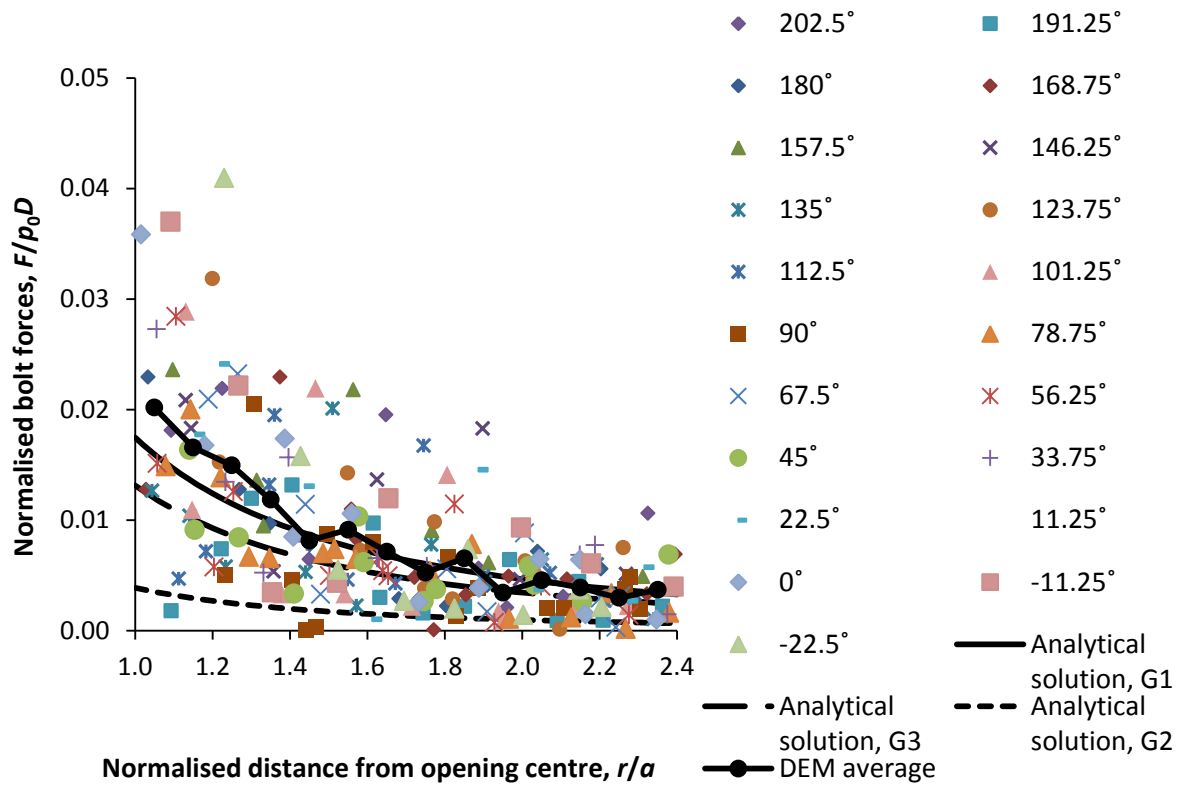 202.5˚ 191.25˚
180˚ 168.75˚
157.5˚ 146.25˚
135˚ 123.75˚
112.5˚ 101.25˚
90˚ 78.75˚
67.5˚ 56.25˚
45˚ 33.75˚
22.5˚ 11.25˚
0˚ -11.25˚
-22.5˚ Analytical
solution, G1
Analytical Analytical
solution, G3 solution, G2
DEM average
0.05
0.04
0.03
0.02
0.01
0.00
Normalised bolt forces, F/p₀D
1.0 1.2 1.4 1.6 1.8 2.0 2.2 2.4
Normalised distance from opening centre, r/a